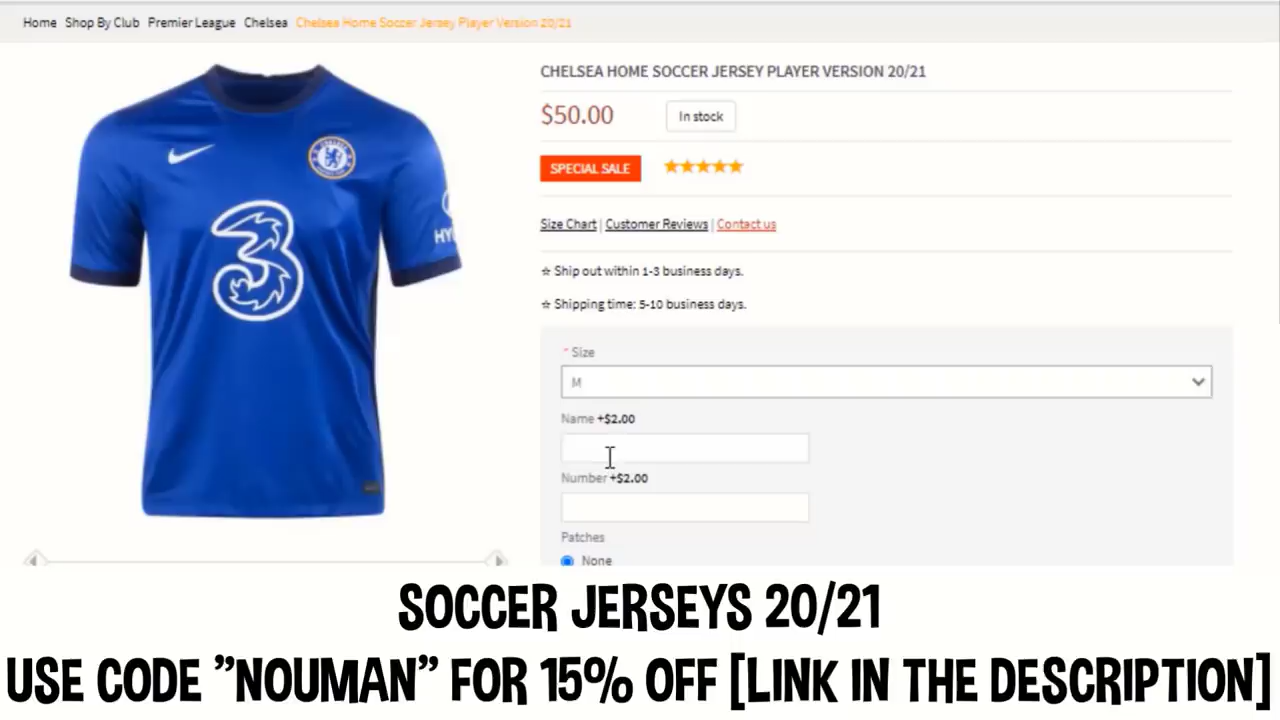 Home Shop By Club Premier League Chelsea Chelsea Home Soccer Jersey Player Version 20/21
CHELSEA HOME SOCCER JERSEY PLAYER VERSION 20/21
$50.00 In stock
SPECIAL SALE
Size Chart | Customer Reviews | Contact us
☆ Ship out within 1-3 business days.
☆ Shipping time: 5-10 business days.
* Size
M
Name +$2.00
Number +$2.00
Patches
None
3
HY
SOCCER JERSEYS 20/21
USE CODE "NOUMAN" FOR 15% OFF [LINK IN THE DESCRIPTION]